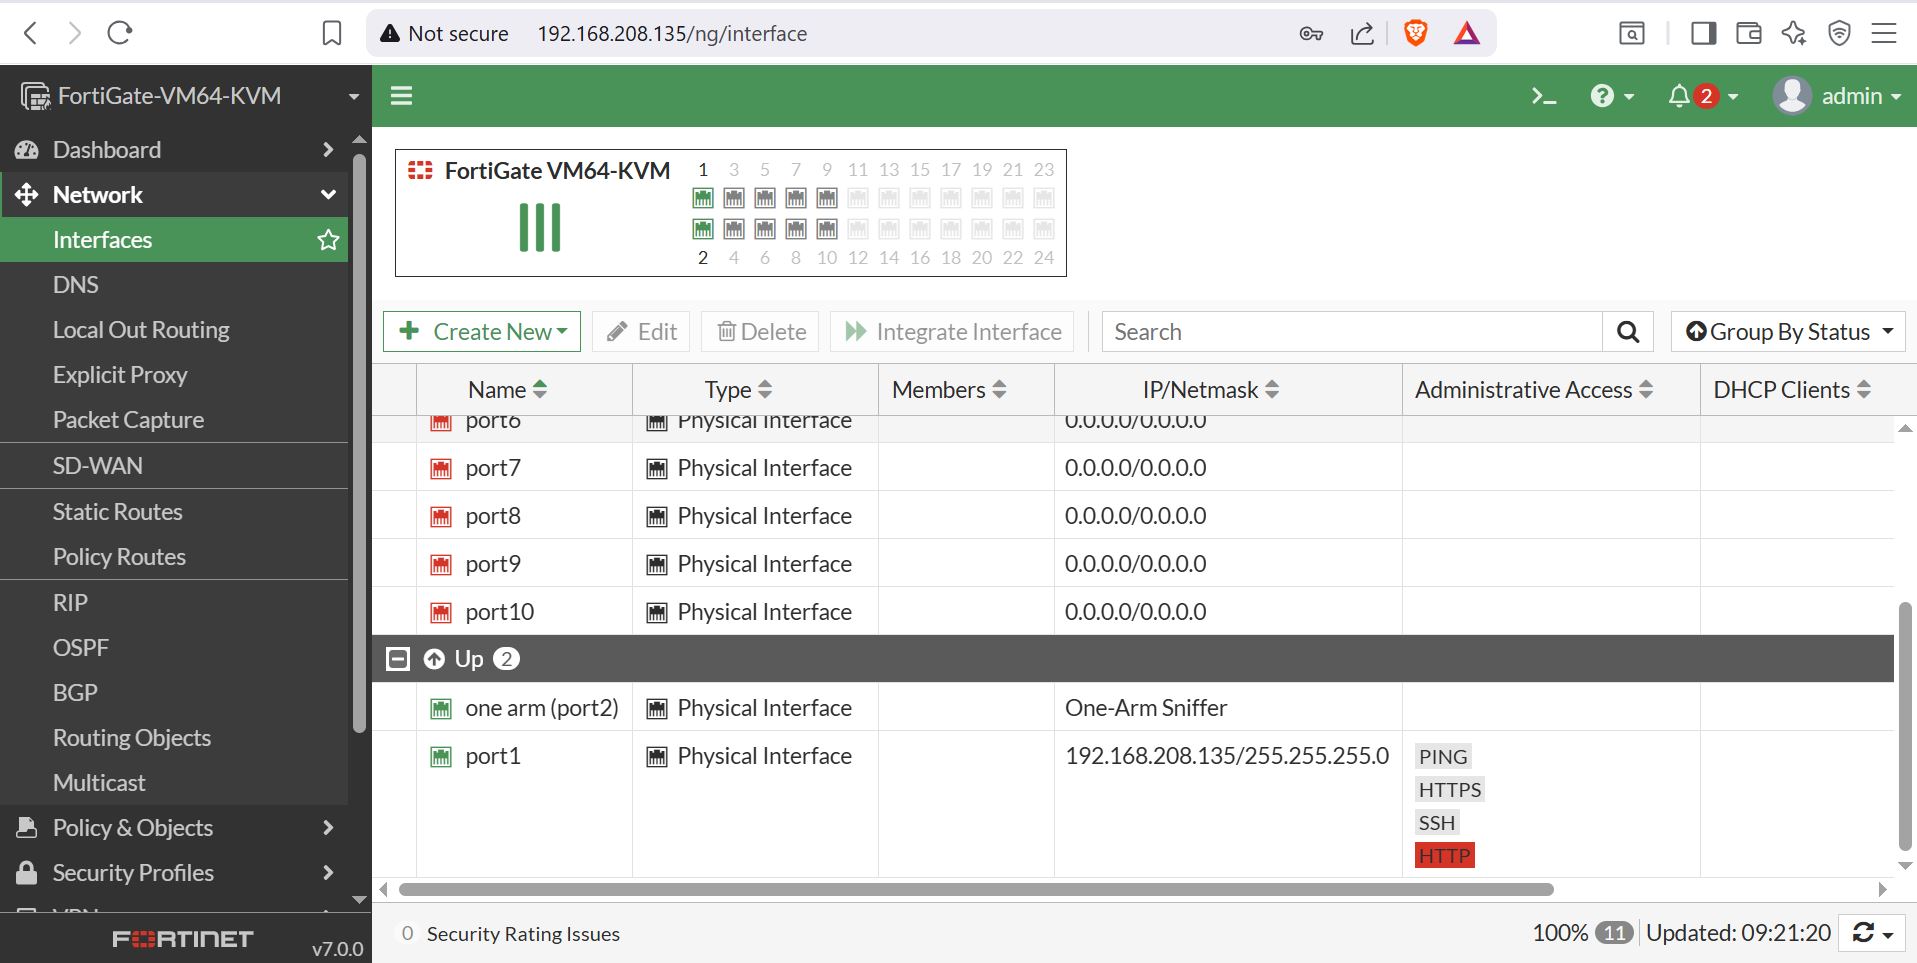 Not secure 192.168.208.135/ng/interface
FortiGate-VM64-KVM
? 2 admin
Dashboard
Network
Interfaces
DNS
Local Out Routing
Explicit Proxy
Packet Capture
SD-WAN
Static Routes
Policy Routes
RIP
OSPF
BGP
Routing Objects
Multicast
Policy & Objects
Security Profiles
VPN
FORTINET v7.0.0
FortiGate VM64-KVM
1 3 5 7 9 11 13 15 17 19 21 23
2 4 6 8 10 12 14 16 18 20 22 24
Create New Edit Delete Integrate Interface Search Group By Status
Name Type Members IP/Netmask Administrative Access DHCP Clients
port6 Physical Interface 0.0.0.0/0.0.0.0
port7 Physical Interface 0.0.0.0/0.0.0.0
port8 Physical Interface 0.0.0.0/0.0.0.0
port9 Physical Interface 0.0.0.0/0.0.0.0
port10 Physical Interface 0.0.0.0/0.0.0.0
Up 2
one arm (port2) Physical Interface One-Arm Sniffer
port1 Physical Interface 192.168.208.135/255.255.255.0 PING
HTTPS
SSH
HTTP
0 Security Rating Issues 100% 11 Updated: 09:21:20